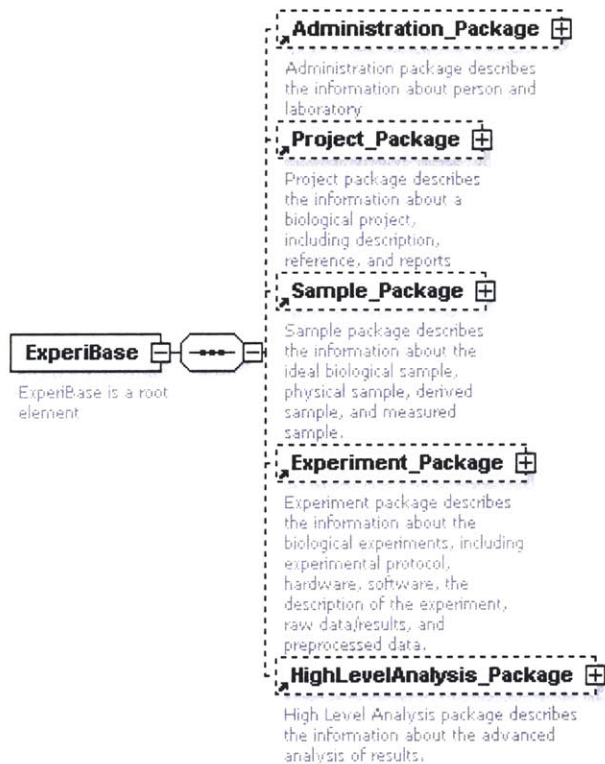 Administration_Package
Administration package describes
the information about person and
laboratory
Project_Package
Project package describes
the information about a
biological project,
including description,
reference, and reports
Sample_Package
Sample package describes
the information about the
ideal biological sample,
physical sample, derived
sample, and measured
sample.
ExperiBase
ExperiBase is a root
element
Experiment_Package
Experiment package describes
the information about the
biological experiments, including
experimental protocol,
hardware, software, the
description of the experiment,
raw data/results, and
preprocessed data.
HighLevelAnalysis_Package
High Level Analysis package describes
the information about the advanced
analysis of results.